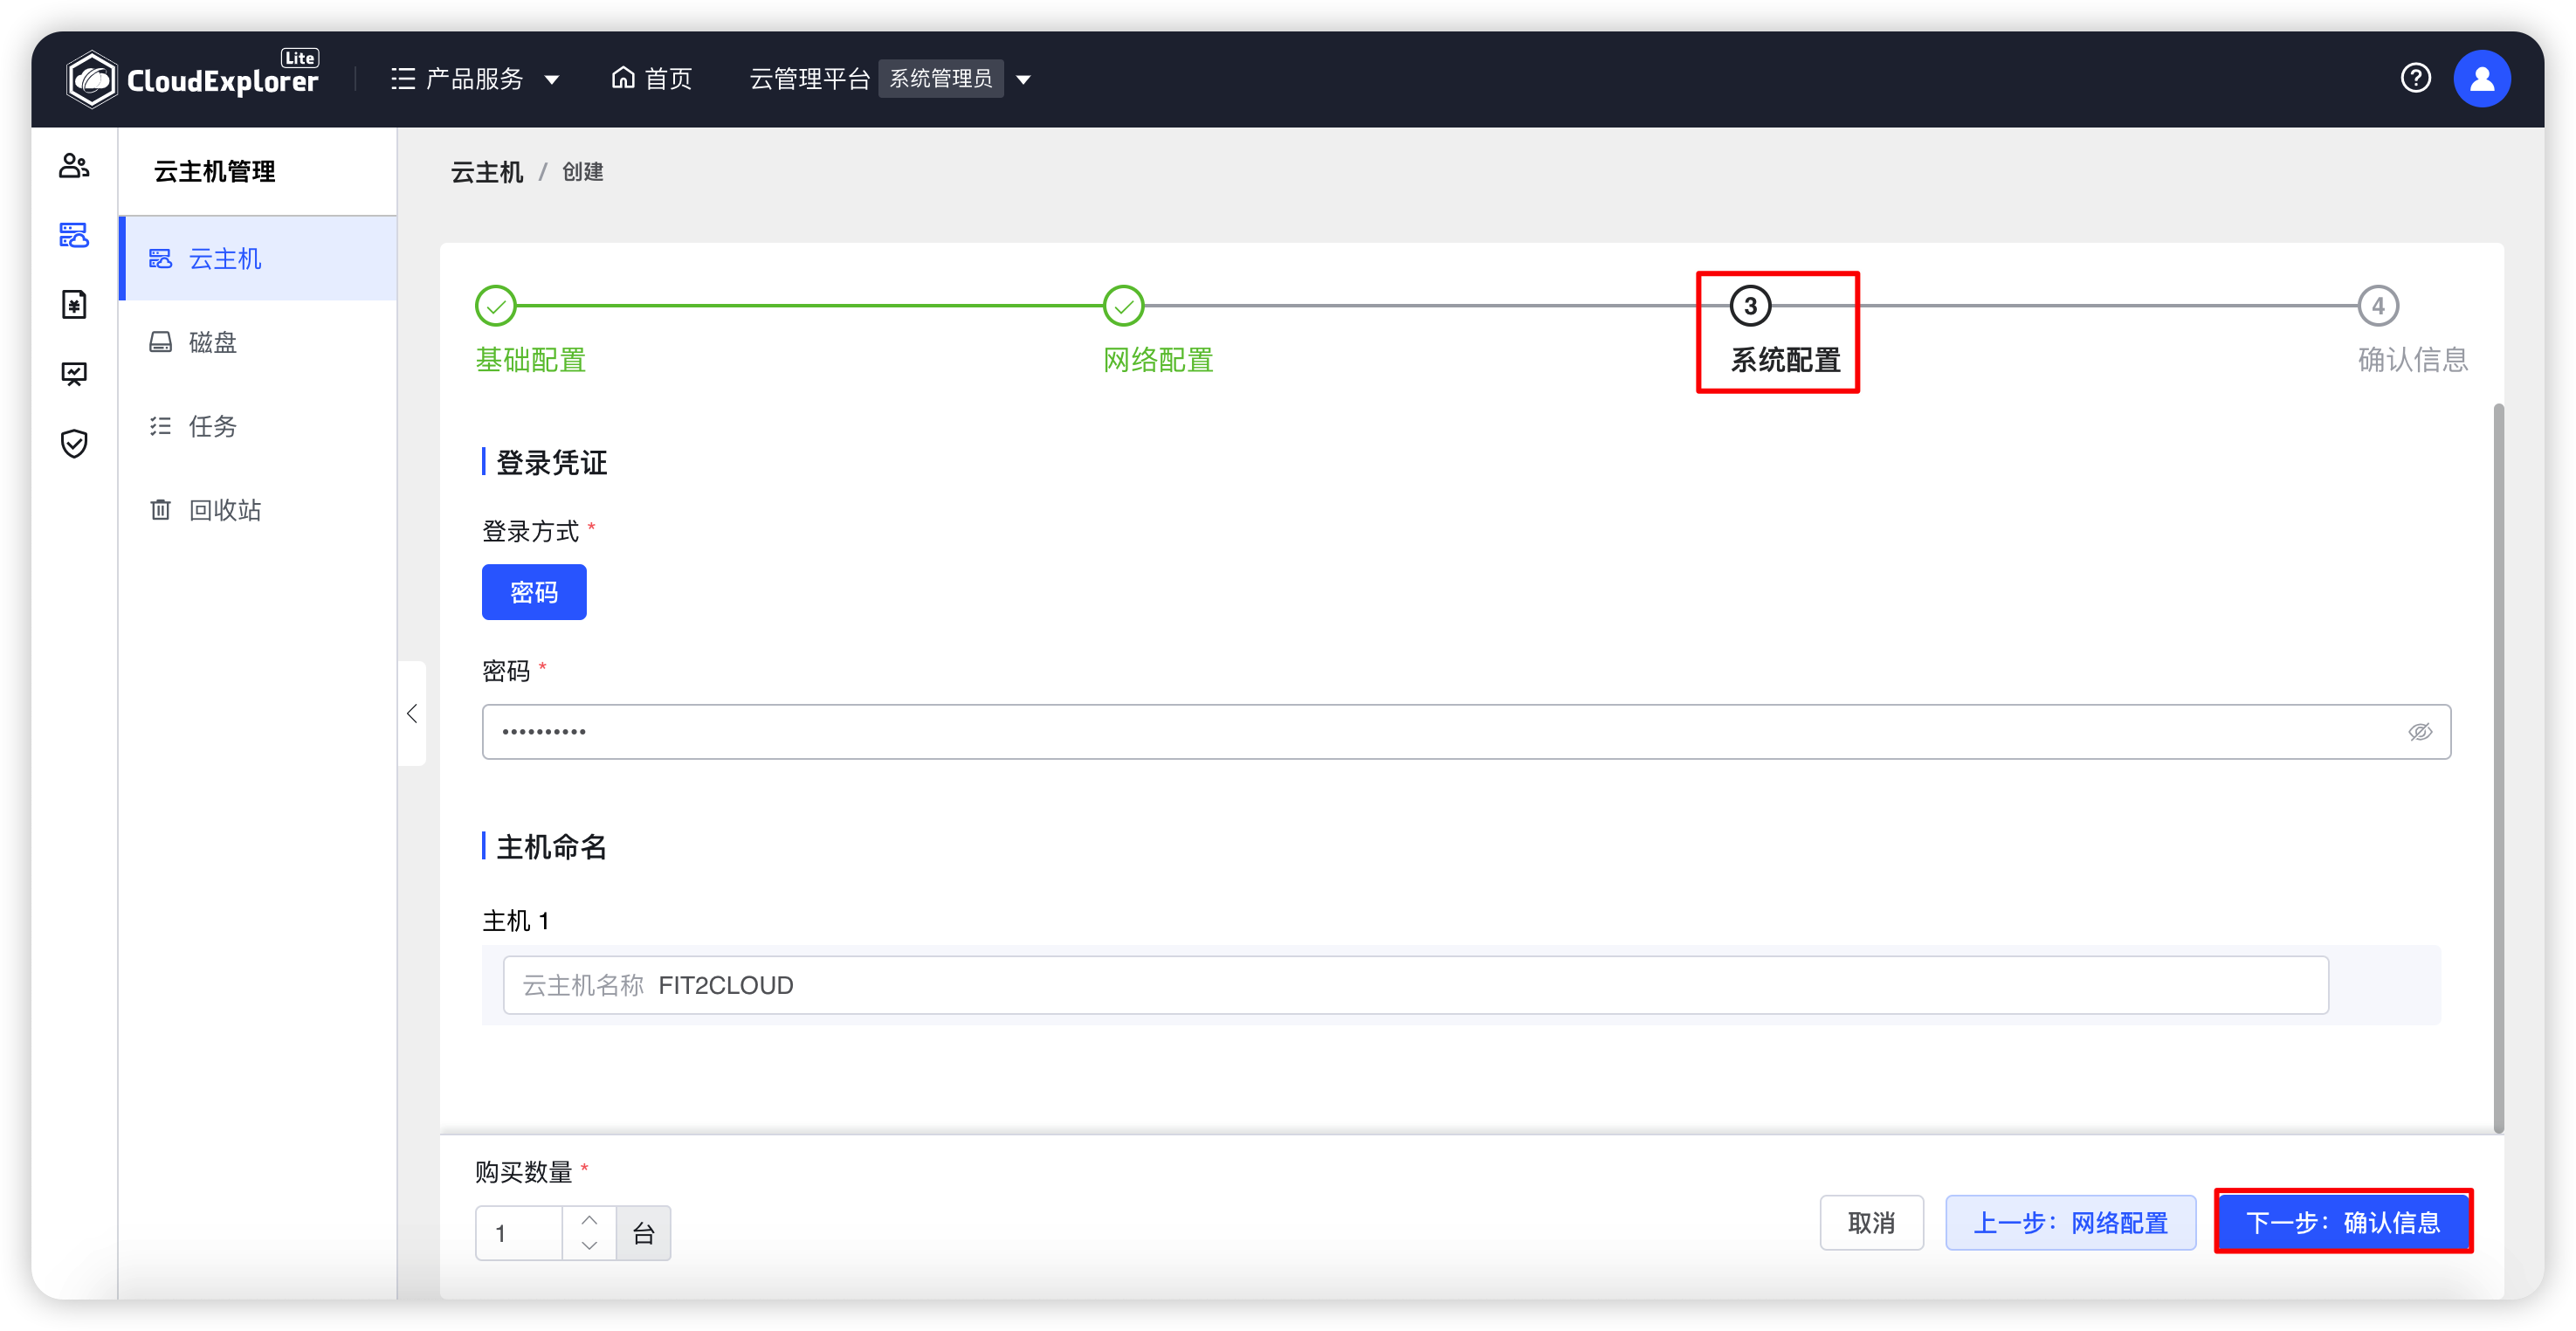 CloudExplorer Lite
产品服务
首页
云管理平台 系统管理员
云主机管理
云主机
磁盘
任务
回收站
云主机 / 创建
基础配置
网络配置
3
系统配置
4
确认信息
登录凭证
登录方式 *
密码
密码 *
••••••••••
主机命名
主机 1
云主机名称 FIT2CLOUD
购买数量 *
1 台
取消
上一步：网络配置
下一步：确认信息